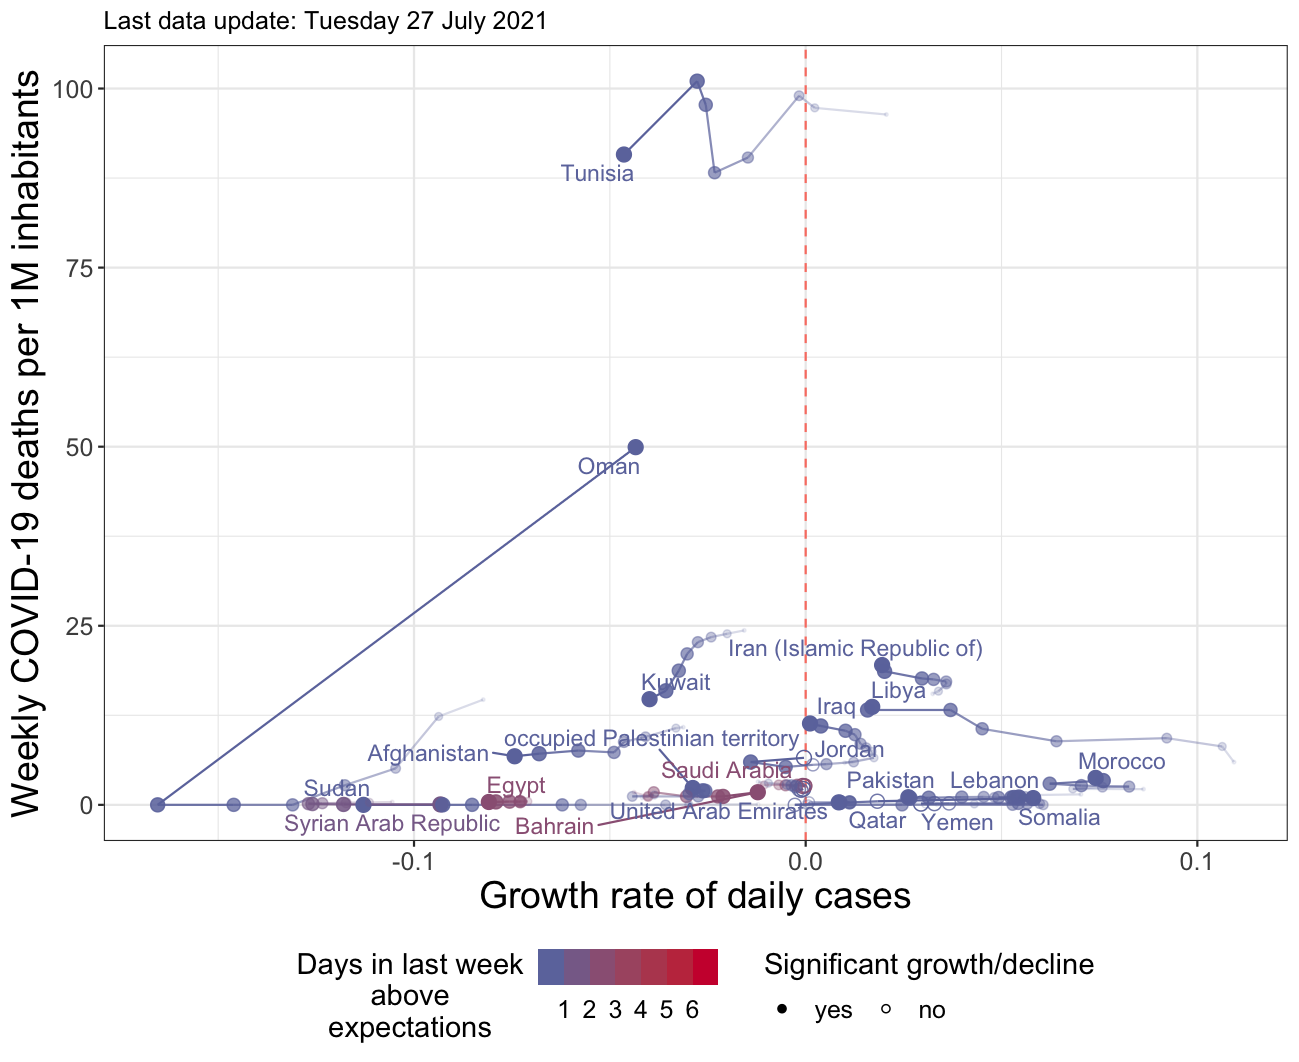 Last data update: Tuesday 27 July 2021
Weekly COVID-19 deaths per 1M inhabitants
100
75
50
25
0
Tunisia
Oman
Iran (Islamic Republic of)
Kuwait
Libya
Iraq
occupied Palestinian territory
Afghanistan
Jordan
Morocco
Saudi Arabia
Pakistan
Lebanon
Sudan
Egypt
United Arab Emirates
Syrian Arab Republic
Bahrain
Qatar
Yemen
Somalia
-0.1
0.0
0.1
Growth rate of daily cases
Days in last week
above
expectations
1 2 3 4 5 6
Significant growth/decline
yes
no